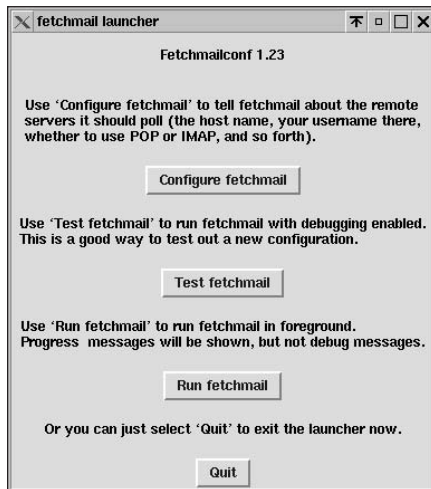 fetchmail launcher
Fetchmailconf 1.23
Use ‘Configure fetchmail’ to tell fetchmail about the remote
servers it should poll (the host name, your username there,
whether to use POP or IMAP, and so forth).
Configure fetchmail
Use ‘Test fetchmail’ to run fetchmail with debugging enabled.
This is a good way to test out a new configuration.
Test fetchmail
Use ‘Run fetchmail’ to run fetchmail in foreground.
Progress  messages will be shown, but not debug messages.
Run fetchmail
Or you can just select ‘Quit’ to exit the launcher now.
Quit